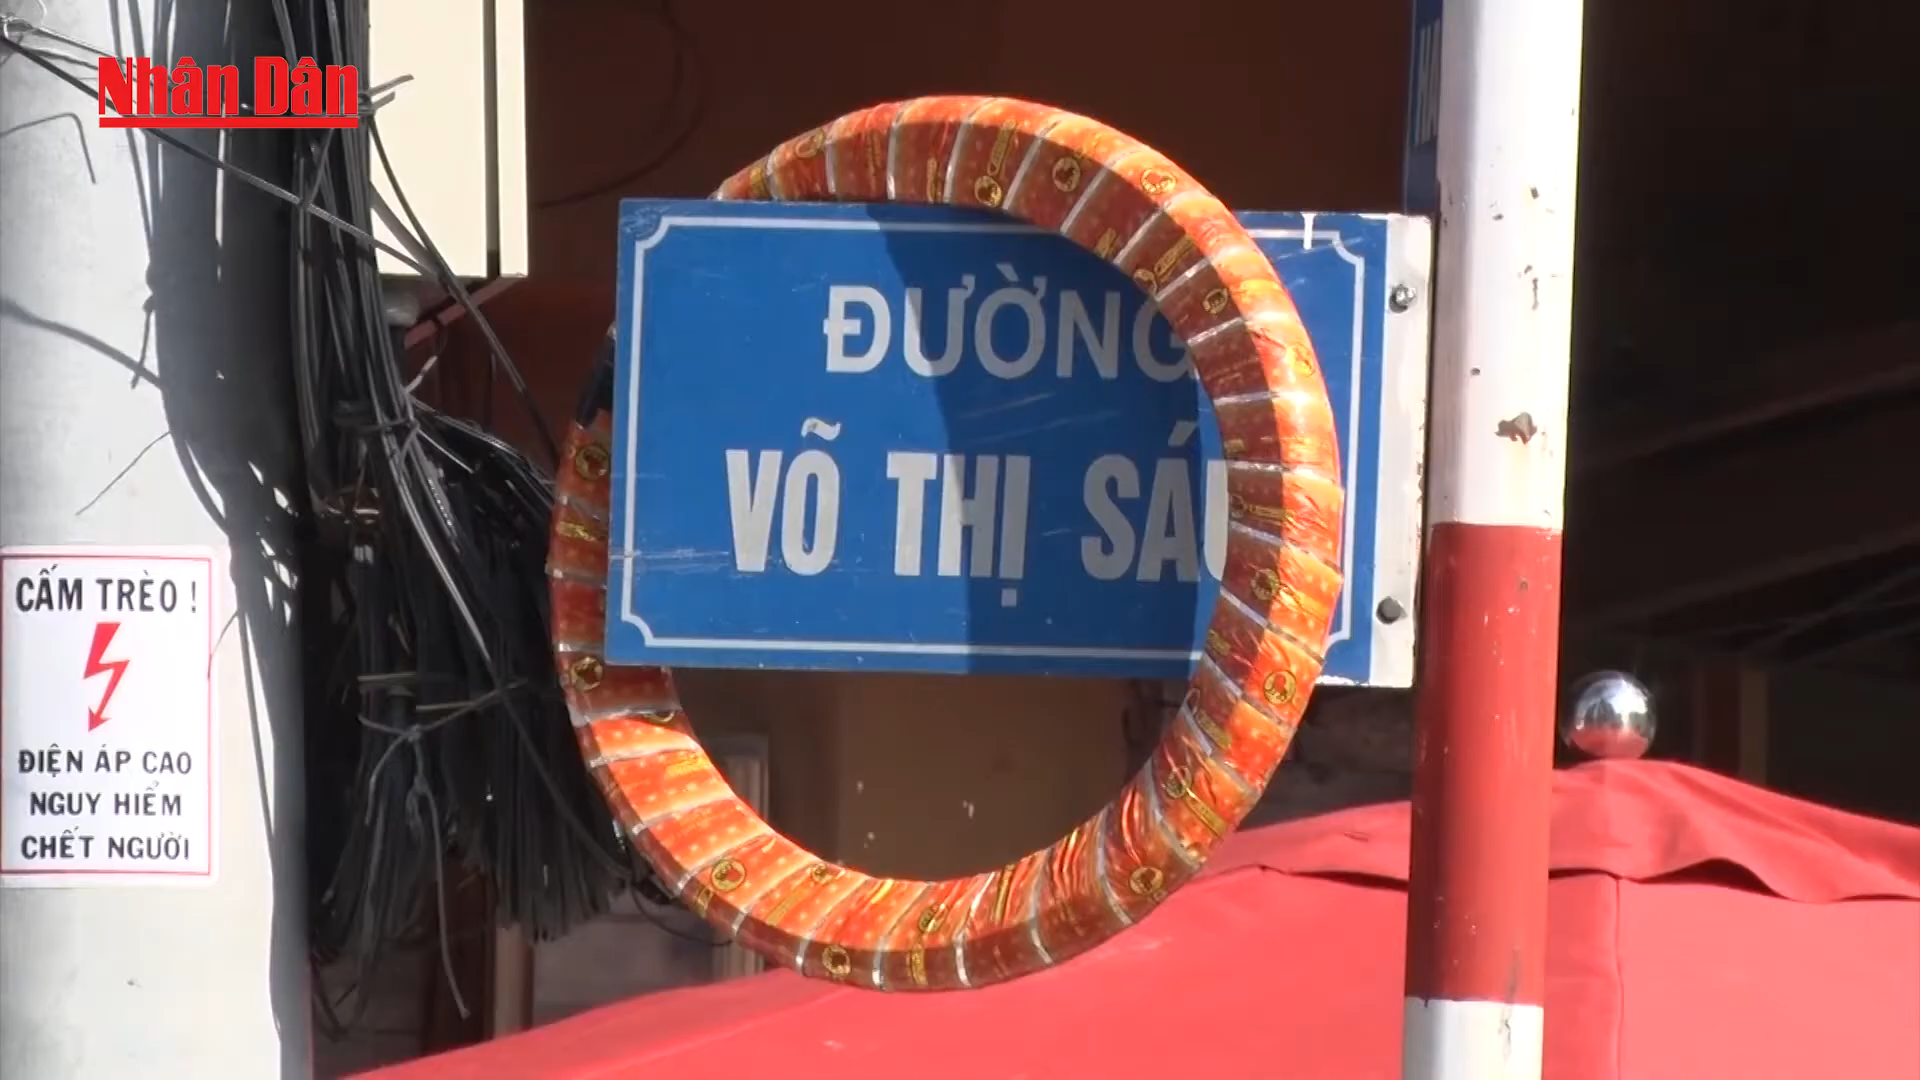 Nhân Dân
ĐƯỜNG
VÕ THỊ SÁU
CẤM TRÈO !
ĐIỆN ÁP CAO
NGUY HIỂM
CHẾT NGƯỜI